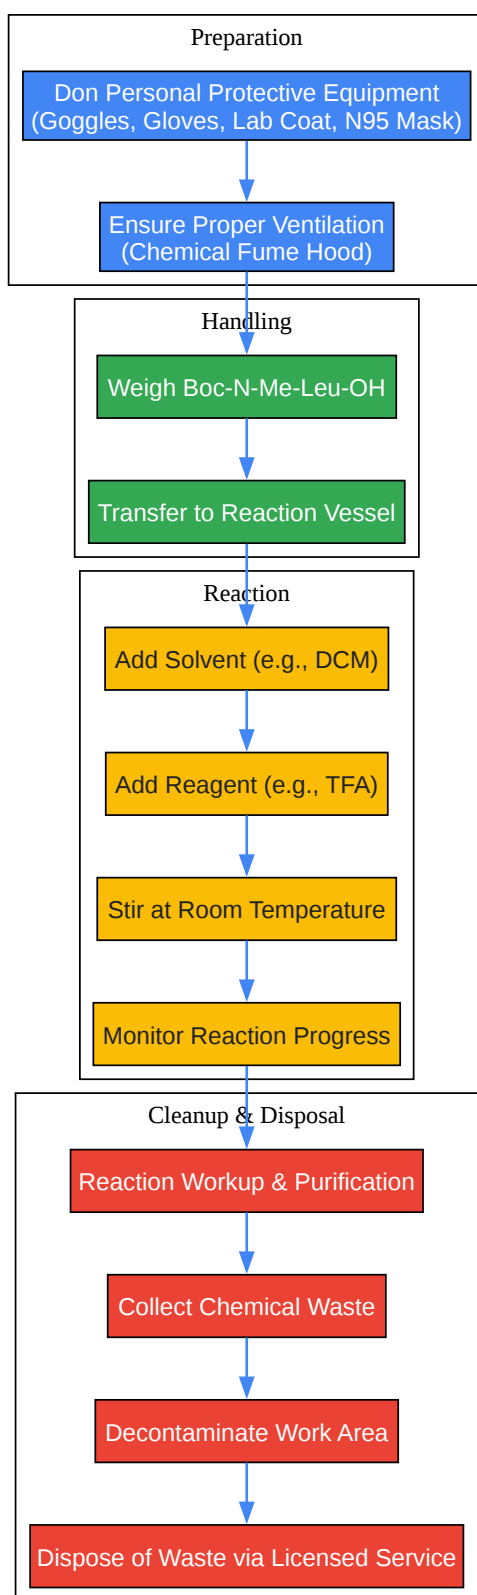 Preparation
Don Personal Protective Equipment
(Goggles, Gloves, Lab Coat, N95 Mask)
Ensure Proper Ventilation
(Chemical Fume Hood)
Handling
Weigh Boc-N-Me-Leu-OH
Transfer to Reaction Vessel
Reaction
Add Solvent (e.g., DCM)
Add Reagent (e.g., TFA)
Stir at Room Temperature
Monitor Reaction Progress
Cleanup & Disposal
Reaction Workup & Purification
Collect Chemical Waste
Decontaminate Work Area
Dispose of Waste via Licensed Service